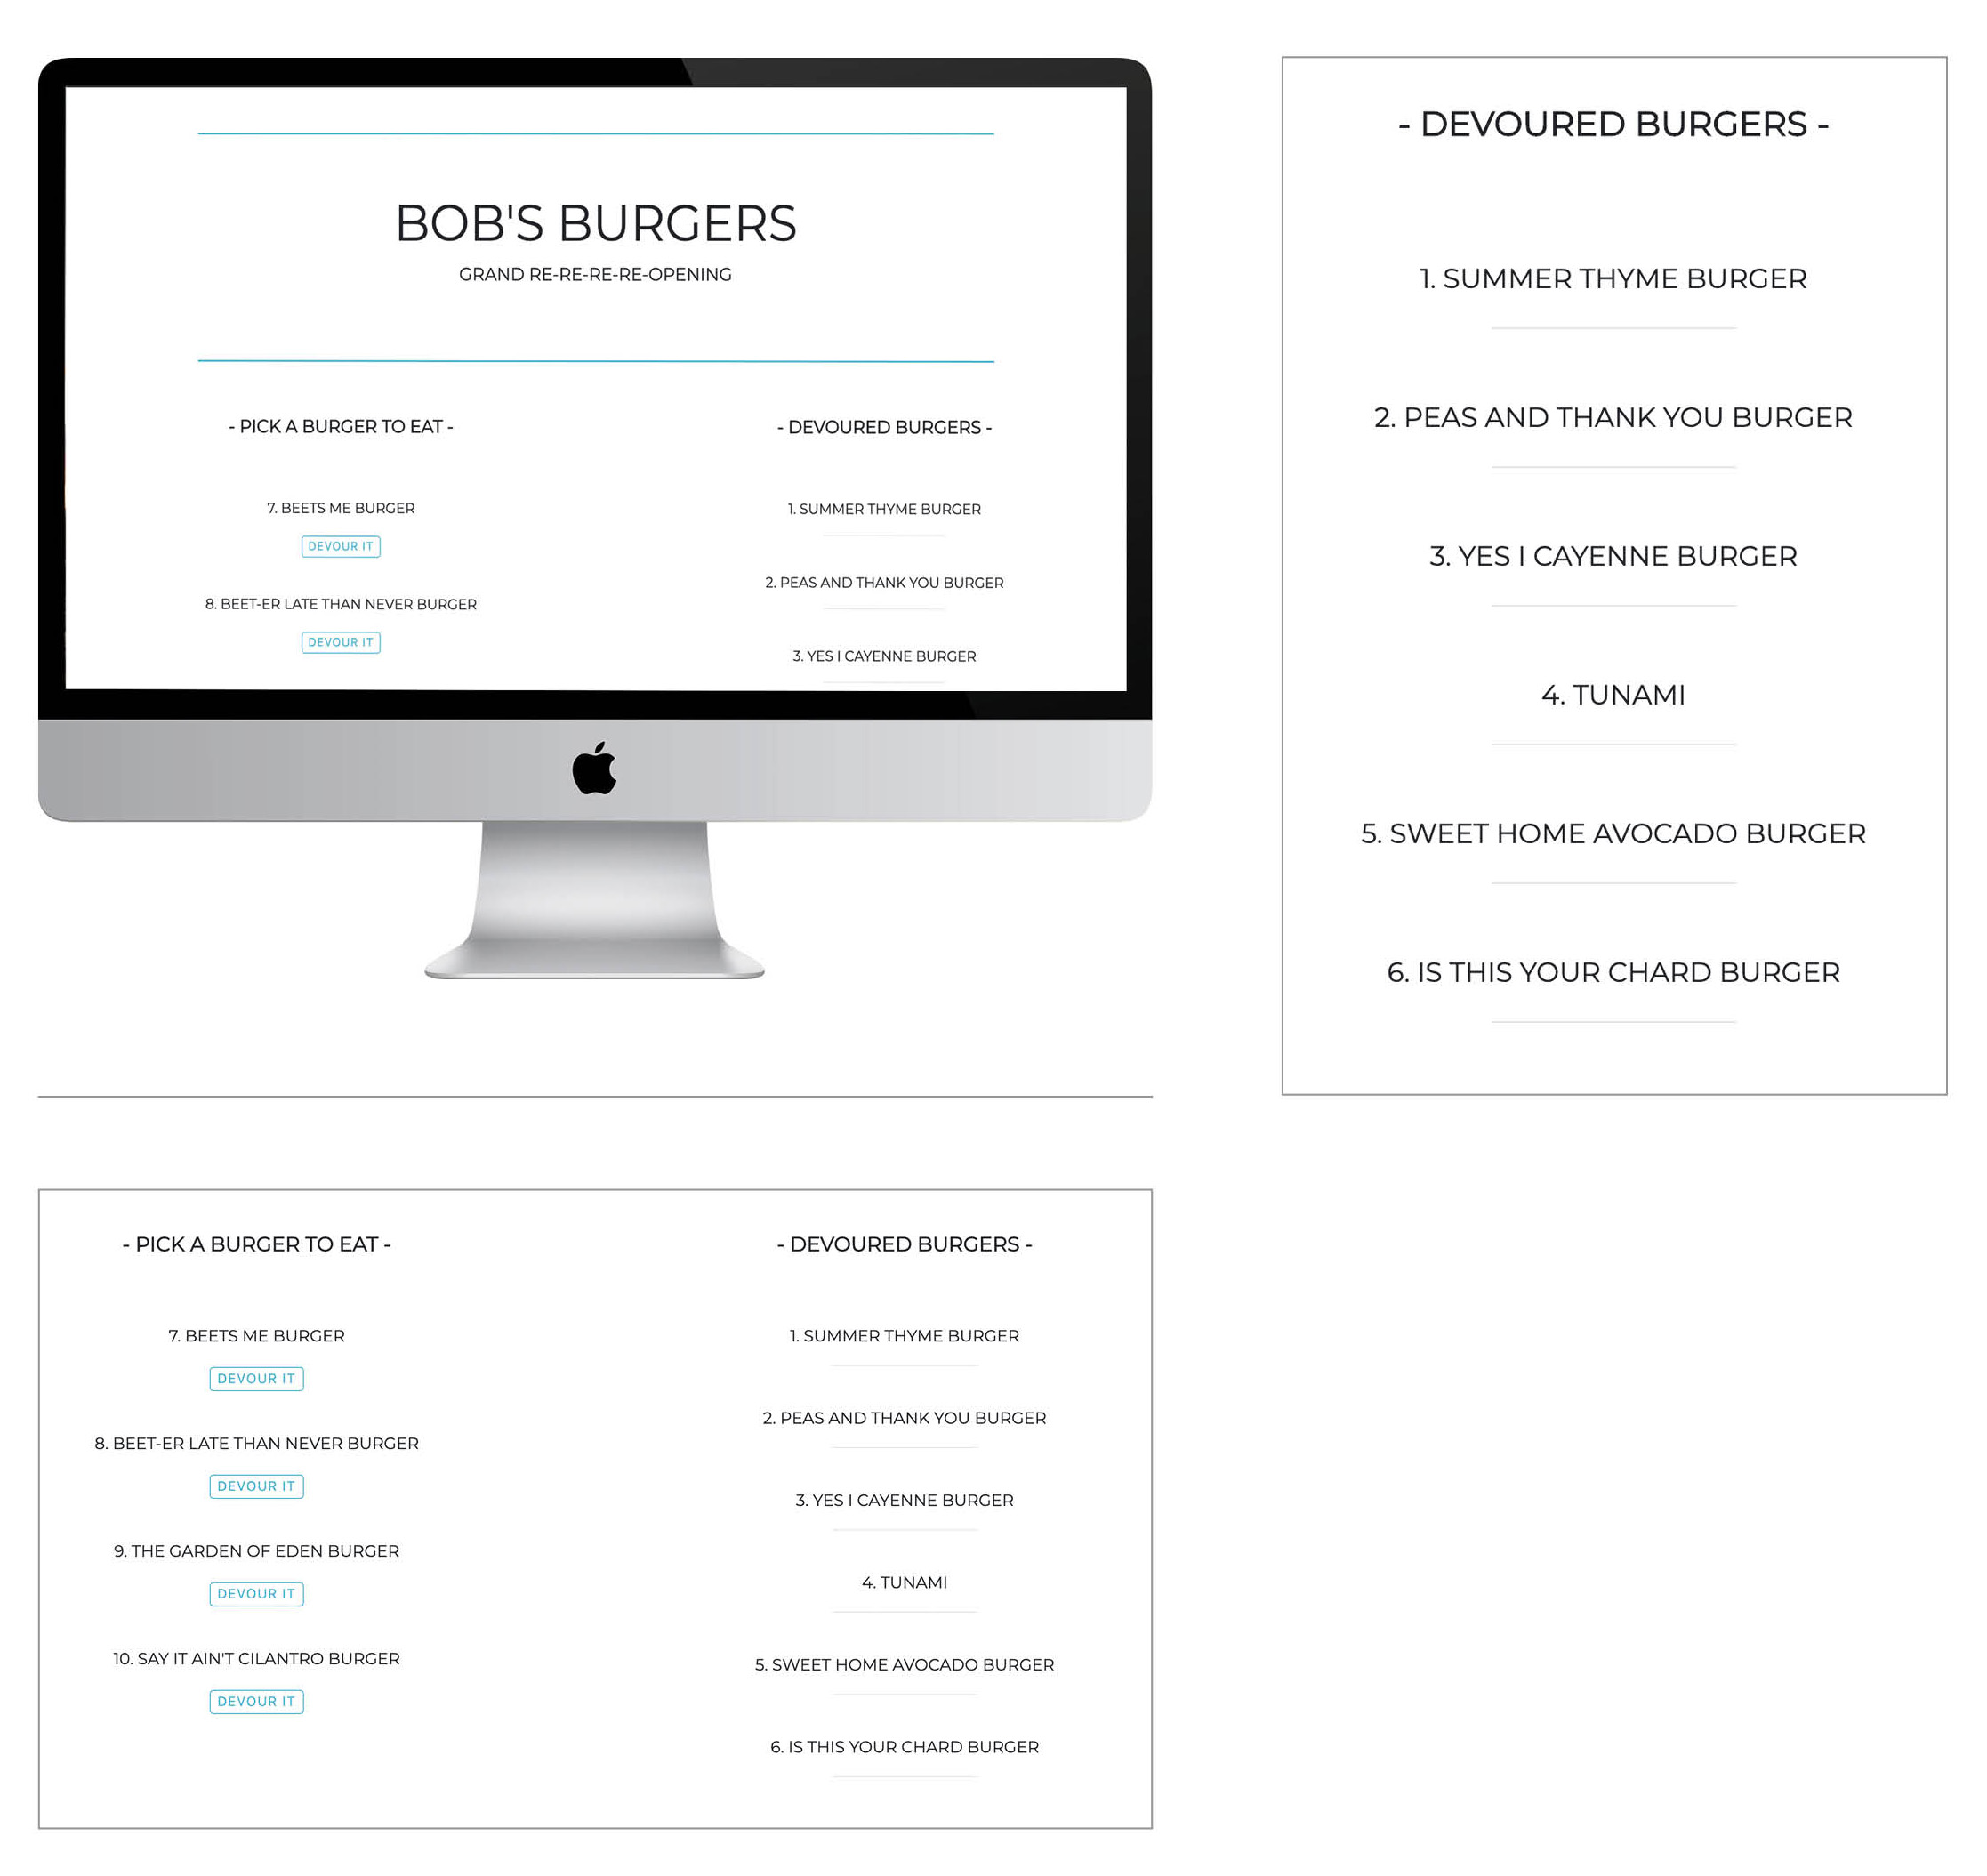 BOB'S BURGERS
GRAND RE-RE-RE-RE-OPENING
- PICK A BURGER TO EAT -
7. BEETS ME BURGER
DEVOUR IT
8. BEET-ER LATE THAN NEVER BURGER
DEVOUR IT
- DEVOURED BURGERS -
1. SUMMER THYME BURGER
2. PEAS AND THANK YOU BURGER
3. YES I CAYENNE BURGER
- DEVOURED BURGERS -
1. SUMMER THYME BURGER
2. PEAS AND THANK YOU BURGER
3. YES I CAYENNE BURGER
4. TUNAMI
5. SWEET HOME AVOCADO BURGER
6. IS THIS YOUR CHARD BURGER
- PICK A BURGER TO EAT -
7. BEETS ME BURGER
DEVOUR IT
8. BEET-ER LATE THAN NEVER BURGER
DEVOUR IT
9. THE GARDEN OF EDEN BURGER
DEVOUR IT
10. SAY IT AIN'T CILANTRO BURGER
DEVOUR IT
- DEVOURED BURGERS -
1. SUMMER THYME BURGER
2. PEAS AND THANK YOU BURGER
3. YES I CAYENNE BURGER
4. TUNAMI
5. SWEET HOME AVOCADO BURGER
6. IS THIS YOUR CHARD BURGER